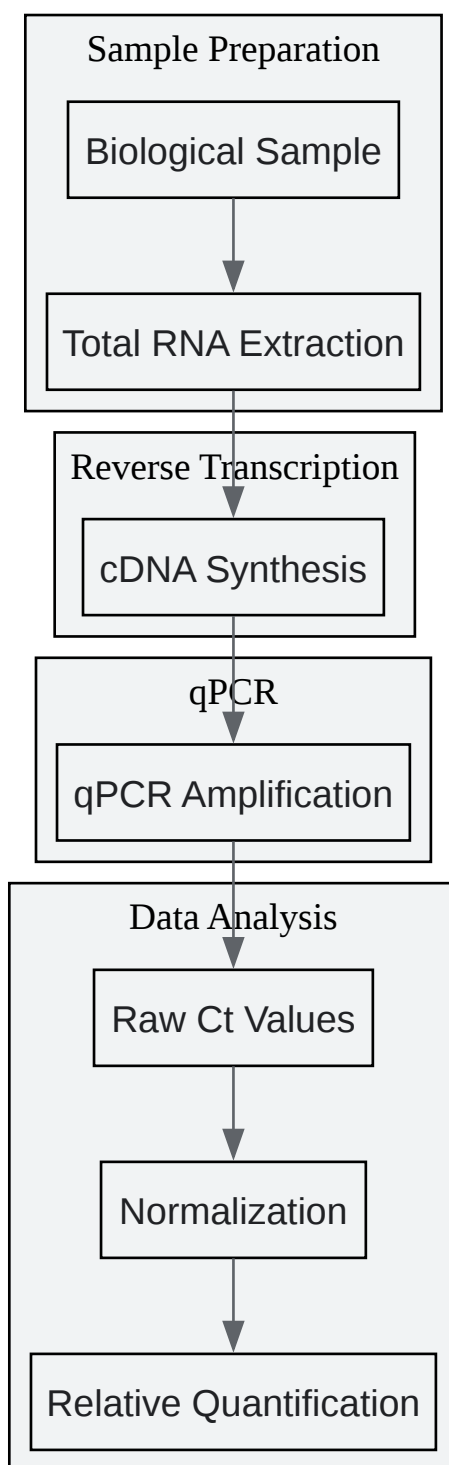 Sample Preparation
Biological Sample
Total RNA Extraction
Reverse Transcription
cDNA Synthesis
qPCR
qPCR Amplification
Data Analysis
Raw Ct Values
Normalization
Relative Quantification